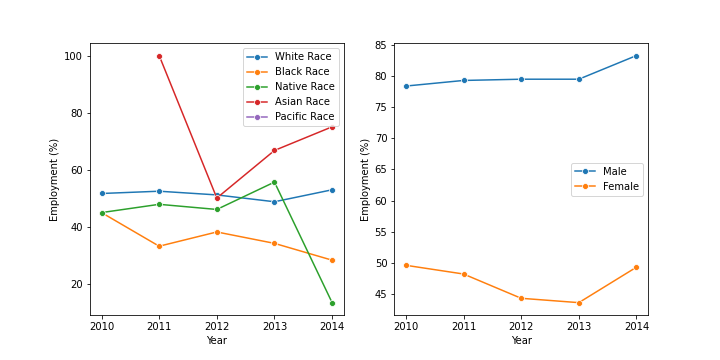 100
80
60
40
20
Employment (%)
2010 2011 2012 2013 2014
Year
White Race
Black Race
Native Race
Asian Race
Pacific Race
85
80
75
70
65
60
55
50
45
Employment (%)
2010 2011 2012 2013 2014
Year
Male
Female